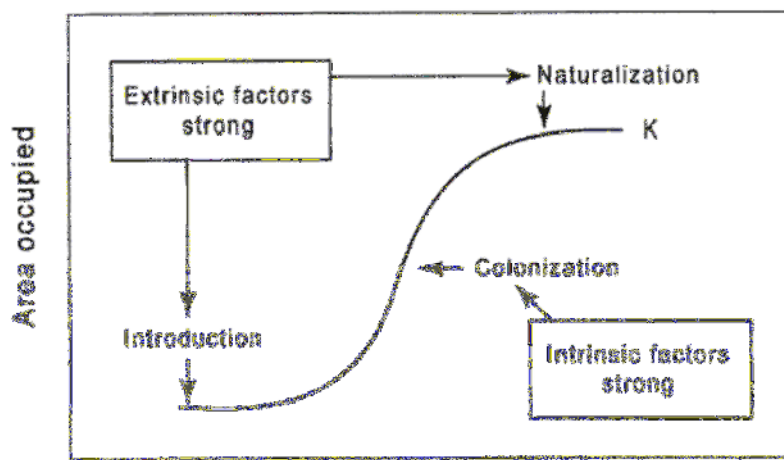 Extrinsic factors
strong
Naturalization
K
Area occupied
Colonization
Introduction
Intrinsic factors
strong